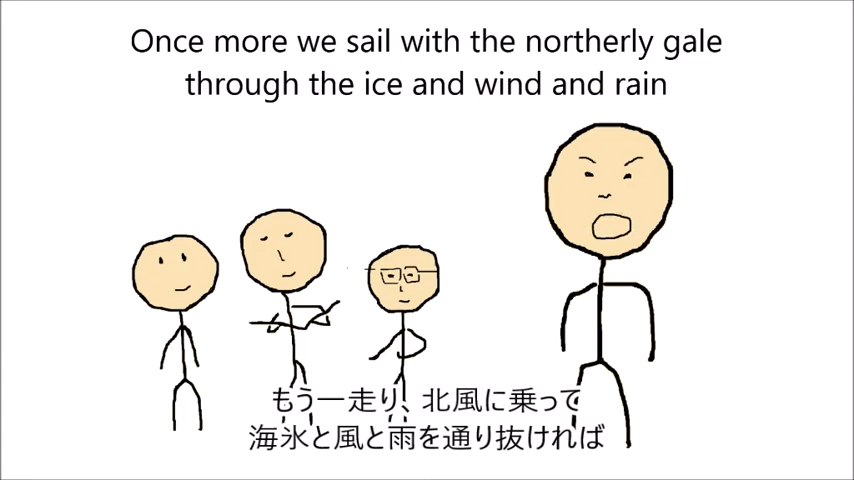 Once more we sail with the northerly gale
through the ice and wind and rain
もう一走り、北風に乗って
海氷と風と雨を通り抜ければ